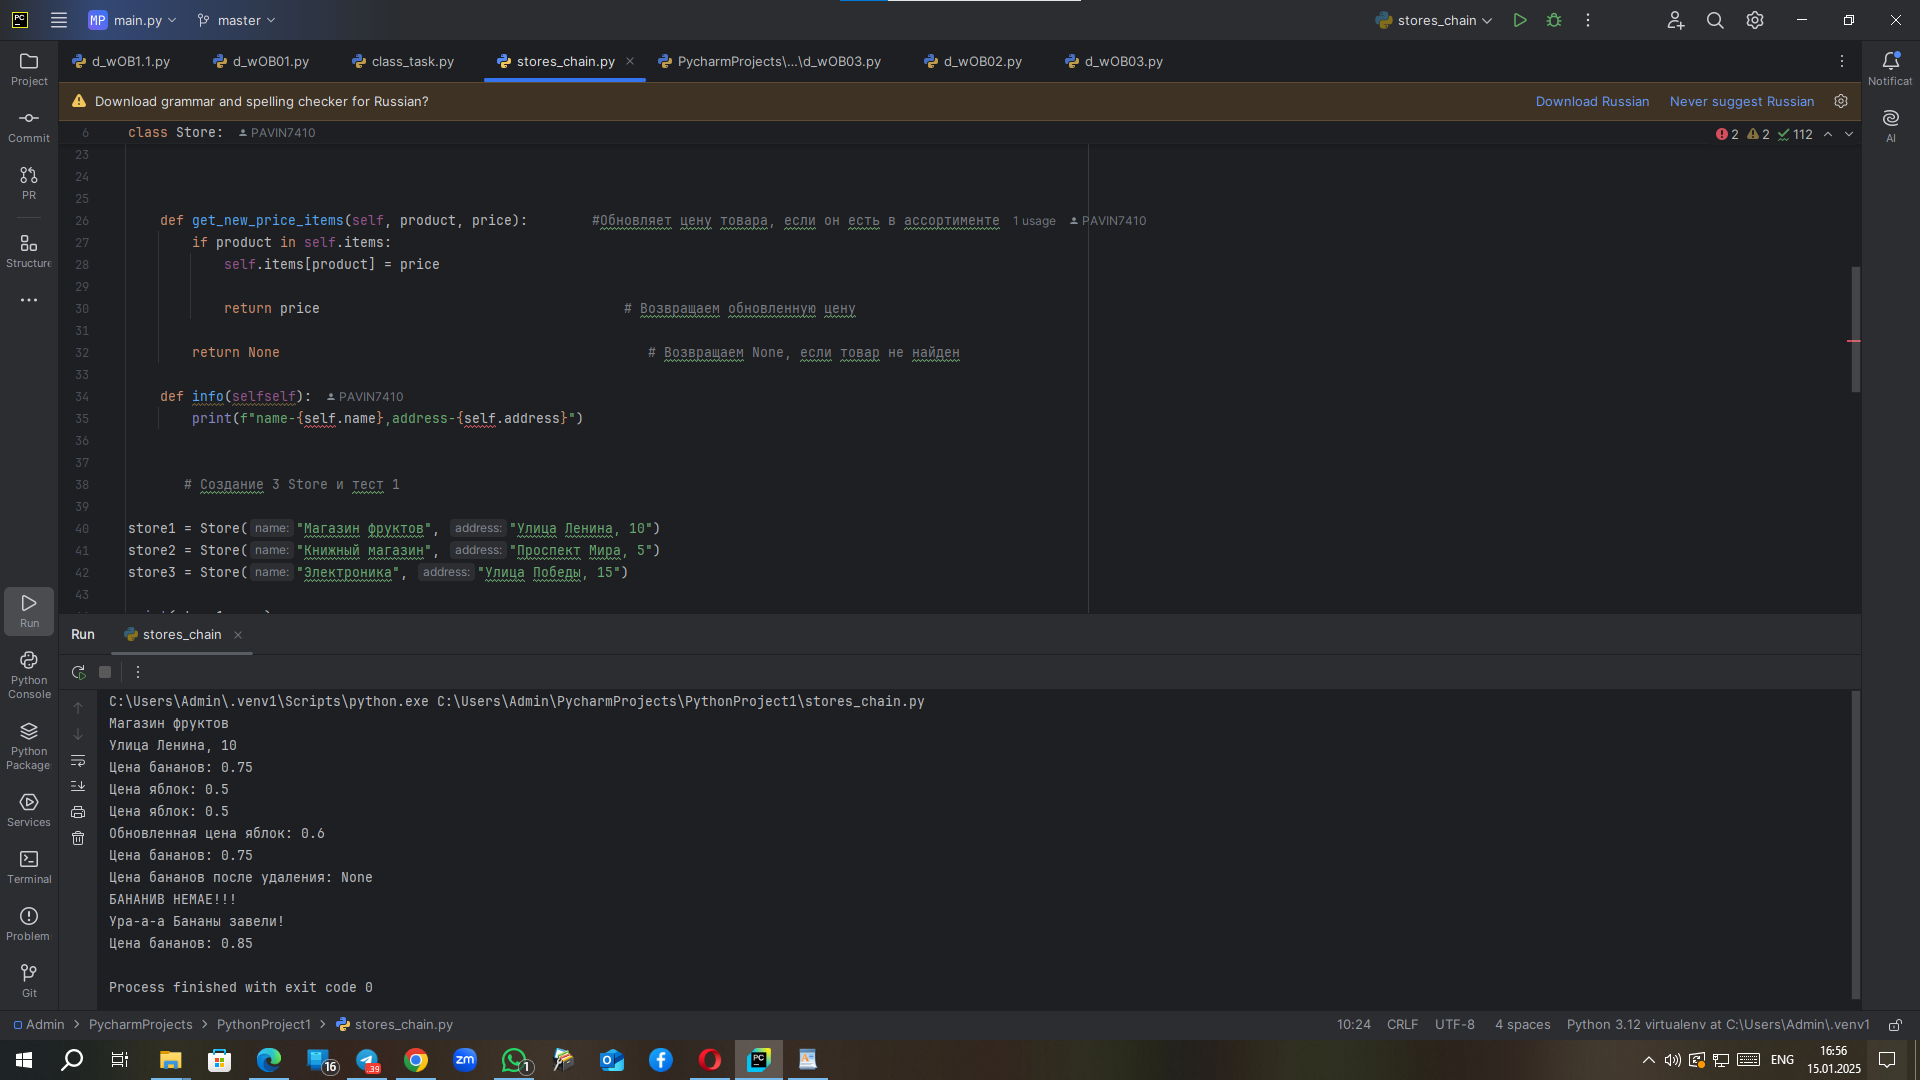 PC MP main.py master stores_chain
d_wOB1.1.py d_wOB01.py class_task.py stores_chain.py PycharmProjects\...\d_wOB03.py d_wOB02.py d_wOB03.py
Download grammar and spelling checker for Russian? Download Russian Never suggest Russian
6 class Store: PAVIN7410 2 2 112
23
24
25
26 def get_new_price_items(self, product, price): #Обновляет цену товара, если он есть в ассортименте 1 usage PAVIN7410
27 if product in self.items:
28 self.items[product] = price
29
30 return price # Возвращаем обновленную цену
31
32 return None # Возвращаем None, если товар не найден
33
34 def info(selfself): PAVIN7410
35 print(f"name-{self.name},address-{self.address}")
36
37
38 # Создание 3 Store и тест 1
39
40 store1 = Store( name: "Магазин фруктов", address: "Улица Ленина, 10")
41 store2 = Store( name: "Книжный магазин", address: "Проспект Мира, 5")
42 store3 = Store( name: "Электроника", address: "Улица Победы, 15")
43
Project
Commit
PR
Structure
Run
Python
Console
Python
Package
Services
Terminal
Problem
Git
Notificat
AI
Run stores_chain
C:\Users\Admin\.venv1\Scripts\python.exe C:\Users\Admin\PycharmProjects\PythonProject1\stores_chain.py
Магазин фруктов
Улица Ленина, 10
Цена бананов: 0.75
Цена яблок: 0.5
Цена яблок: 0.5
Обновленная цена яблок: 0.6
Цена бананов: 0.75
Цена бананов после удаления: None
БАНАНИВ НЕМАЕ!!!
Ура-а-а Бананы завели!
Цена бананов: 0.85
Process finished with exit code 0
Admin PycharmProjects PythonProject1 stores_chain.py 10:24 CRLF UTF-8 4 spaces Python 3.12 virtualenv at C:\Users\Admin\.venv1
16 39 zm 1 PC ENG 16:56
15.01.2025